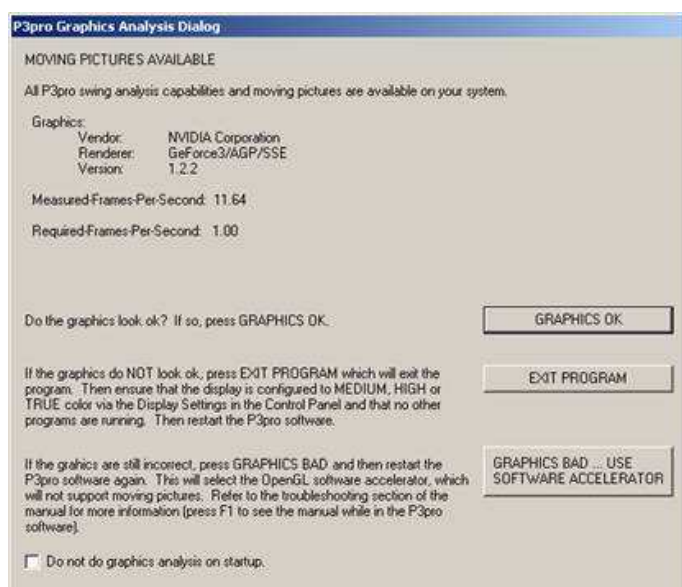 P3pro Graphics Analysis Dialog
MOVING PICTURES AVAILABLE
All P3pro swing analysis capabilities and moving pictures are available on your system.
Graphics:
Vendor: NVIDIA Corporation
Renderer: GeForce3/AGP/SSE
Version: 1.2.2
Measured-Frames-Per-Second: 11.64
Required-Frames-Per-Second: 1.00
Do the graphics look ok? If so, press GRAPHICS OK.
GRAPHICS OK
If the graphics do NOT look ok, press EXIT PROGRAM which will exit the
program. Then ensure that the display is configured to MEDIUM, HIGH or
TRUE color via the Display Settings in the Control Panel and that no other
programs are running. Then restart the P3pro software.
EXIT PROGRAM
If the grahics are still incorrect, press GRAPHICS BAD and then restart the
P3pro software again. This will select the OpenGL software accelerator, which
will not support moving pictures. Refer to the troubleshooting section of the
manual for more information (press F1 to see the manual while in the P3pro
software).
GRAPHICS BAD ... USE
SOFTWARE ACCELERATOR
Do not do graphics analysis on startup.